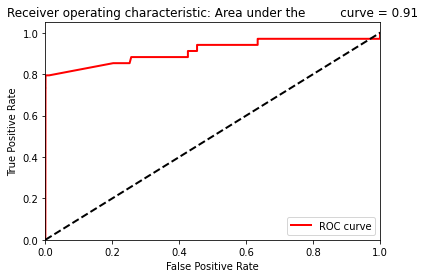 Receiver operating characteristic: Area under the curve = 0.91
1.0
0.8
0.6
0.4
0.2
0.0
True Positive Rate
ROC curve
0.0 0.2 0.4 0.6 0.8 1.0
False Positive Rate